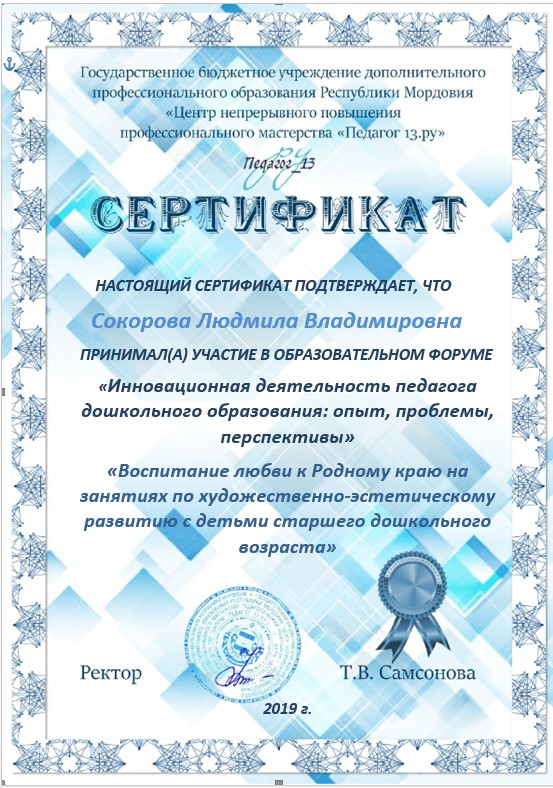 Государственное бюджетное учреждение дополнительного
профессионального образования Республики Мордовия
«Центр непрерывного повышения
профессионального мастерства «Педагог 13.ру»
Педагог_13
ру
СЕРТИФИКАТ
НАСТОЯЩИЙ СЕРТИФИКАТ ПОДТВЕРЖДАЕТ, ЧТО
Сокорова Людмила Владимировна
ПРИНИМАЛ(А) УЧАСТИЕ В ОБРАЗОВАТЕЛЬНОМ ФОРУМЕ
«Инновационная деятельность педагога
дошкольного образования: опыт, проблемы,
перспективы»
«Воспитание любви к Родному краю на
занятиях по художественно-эстетическому
развитию с детьми старшего дошкольного
возраста»
Ректор
Т.В. Самсонова
2019 г.